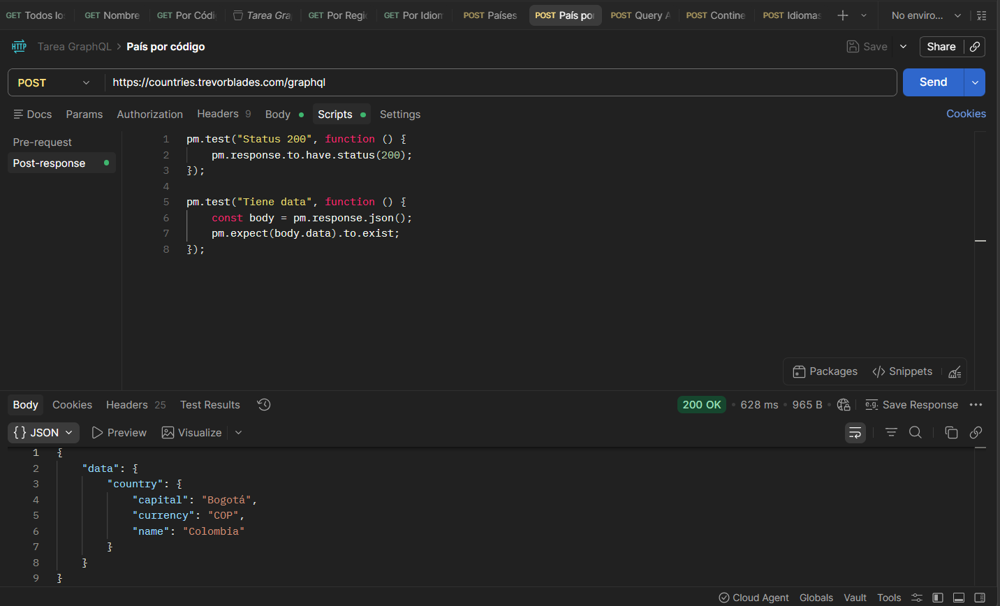 GET Todos los GET Nombre GET Por Códi Tarea Gra GET Por Regi GET Por Idiom POST Países POST País po POST Query A POST Contine POST Idiomas No enviro...
HTTP Tarea GraphQL > País por código Save Share
POST https://countries.trevorblades.com/graphql Send
Docs Params Authorization Headers 9 Body Scripts Settings Cookies
Pre-request
Post-response
1 pm.test("Status 200", function () {
2 pm.response.to.have.status(200);
3 });
4
5 pm.test("Tiene data", function () {
6 const body = pm.response.json();
7 pm.expect(body.data).to.exist;
8 });
Packages </> Snippets
Body Cookies Headers 25 Test Results 200 OK • 628 ms • 965 B • e.g. Save Response
{ } JSON Preview Visualize
1 {
2 "data": {
3 "country": {
4 "capital": "Bogotá",
5 "currency": "COP",
6 "name": "Colombia"
7 }
8 }
9 }
Cloud Agent Globals Vault Tools